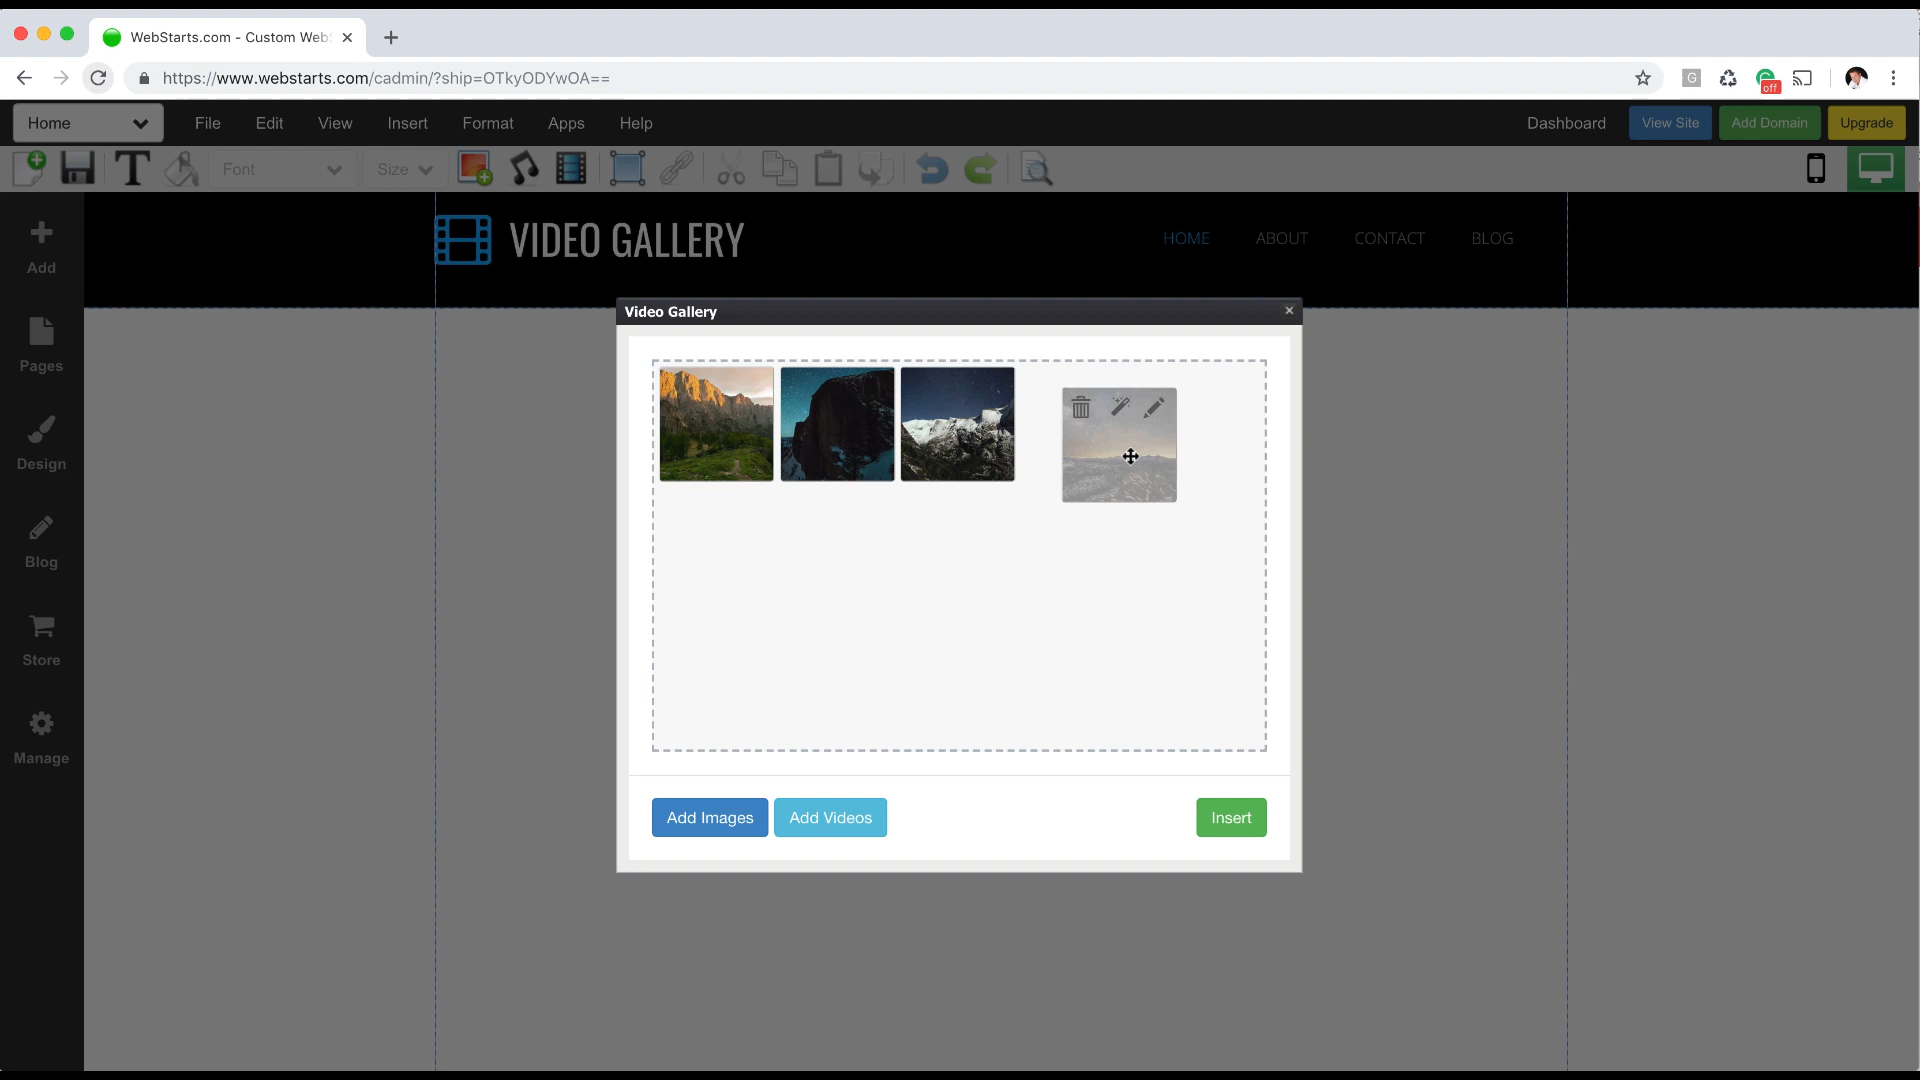 WebStarts.com - Custom WebS
https://www.webstarts.com/cadmin/?ship=OTkyODYwOA==
G
off
Home
File
Edit
View
Insert
Format
Apps
Help
Dashboard
View Site
Add Domain
Upgrade
T
Font
Size
Add
Pages
Design
Blog
Store
Manage
VIDEO GALLERY
HOME
ABOUT
CONTACT
BLOG
Video Gallery
Add Images
Add Videos
Insert